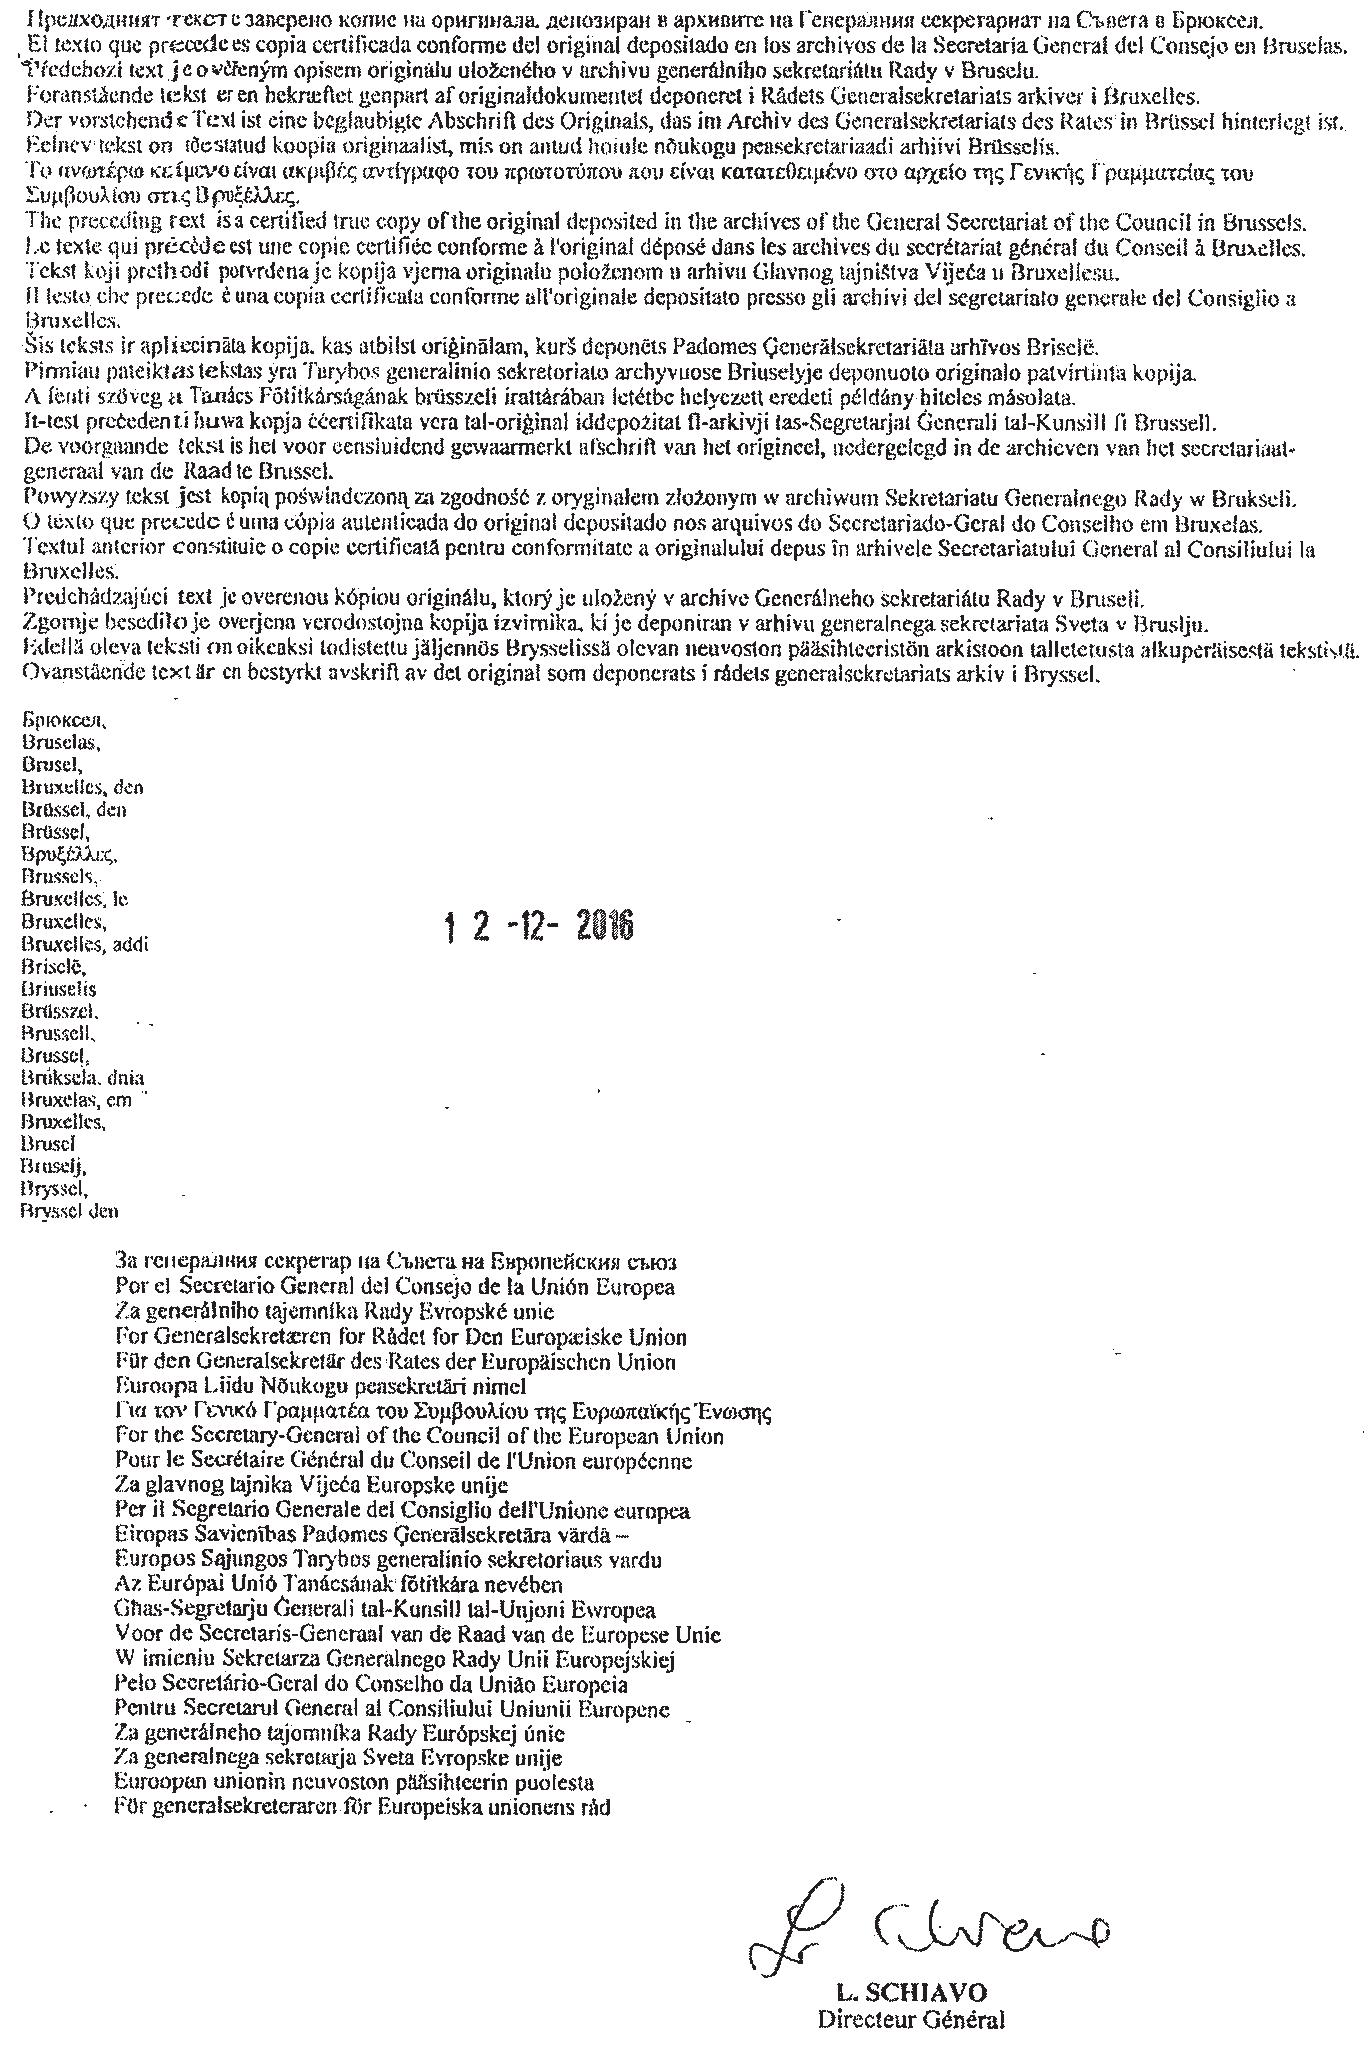 Предходният текст е заверено копие на оригинала, депозиран в архивите на Генералния секретариат на Съвета в Брюксел.
El texto que precede es copia certificada conforme del original depositado en los archivos de la Secretaría General del Consejo en Bruselas.
Předchozí text je ověřeným opisem originálu uloženého v archivu generálního sekretariátu Rady v Bruselu.
Foranstående tekst er en bekræftet genpart af originaldokumentet deponeret i Rådets Generalsekretariats arkiver i Bruxelles.
Der vorstehende Text ist eine beglaubigte Abschrift des Originals, das im Archiv des Generalsekretariats des Rates in Brüssel hinterlegt ist.
Eelnev tekst on tõestatud koopia originaalist, mis on antud hoiule nõukogu peasekretariaadi arhiivi Brüsselis.
Το ανωτέρω κείμενο είναι ακριβές αντίγραφο του πρωτοτύπου που είναι κατατεθειμένο στο αρχείο της Γενικής Γραμματείας του
Συμβουλίου στις Βρυξέλλες.
The preceding text is a certified true copy of the original deposited in the archives of the General Secretariat of the Council in Brussels.
Le texte qui précède est une copie certifiée conforme à l'original déposé dans les archives du secrétariat général du Conseil à Bruxelles.
Tekst koji prethodi potvrđena je kopija vjerna originalu položenom u arhivu Glavnog tajništva Vijeća u Bruxellesu.
Il testo che precede è una copia certificata conforme all'originale depositato presso gli archivi del segretariato generale del Consiglio a
Bruxelles.
Šis teksts ir apliecināta kopija, kas atbilst oriģinālam, kurš deponēts Padomes Ģenerālsekretariāta arhīvos Briselē.
Pirmiau pateiktas tekstas yra Tarybos generalinio sekretoriato archyvuose Briuselyje deponuoto originalo patvirtinta kopija.
A fenti szöveg a Tanács Főtitkárságának brüsszeli irattárában letétbe helyezett eredeti példány hiteles másolata.
It-test preċedenti huwa kopja ċċertifikata vera tal-oriġinal iddepożitat fl-arkivji tas-Segretarjat Ġenerali tal-Kunsill fi Brussell.
De voorgaande tekst is het voor eensluidend gewaarmerkt afschrift van het origineel, nedergelegd in de archieven van het secretariaat-
generaal van de Raad te Brussel.
Powyższy tekst jest kopią poświadczoną za zgodność z oryginałem złożonym w archiwum Sekretariatu Generalnego Rady w Brukseli.
O texto que precede é uma cópia autenticada do original depositado nos arquivos do Secretariado-Geral do Conselho em Bruxelas.
Textul anterior constituie o copie certificată pentru conformitate a originalului depus în arhivele Secretariatului General al Consiliului la
Bruxelles.
Predchádzajúci text je overenou kópiou originálu, ktorý je uložený v archíve Generálneho sekretariátu Rady v Bruseli.
Zgornje besedilo je overjena verodostojna kopija izvirnika, ki je deponiran v arhivu generalnega sekretariata Sveta v Bruslju.
Edellä oleva teksti on oikeaksi todistettu jäljennös Brysselissä olevan neuvoston pääsihteeristön arkistoon talletetusta alkuperäisestä tekstistä.
Ovanstående text är en bestyrkt avskrift av det original som deponerats i rådets generalsekretariats arkiv i Bryssel.
Брюксел,
Bruselas,
Brusel,
Bruxelles, den
Brüssel, den
Brüssel,
Βρυξέλλες,
Brussels,
Bruxelles, le
Bruxelles,
Bruxelles, addì
Briselē,
Briuselis
Brüsszel,
Brussell,
Brussel,
Bruksela, dnia
Bruxelas, em
Bruxelles,
Brusel
Bruselj,
Bryssel,
Bryssel den
12 -12- 2016
За генералния секретар на Съвета на Европейския съюз
Por el Secretario General del Consejo de la Unión Europea
Za generálního tajemníka Rady Evropské unie
For Generalsekretæren for Rådet for Den Europæiske Union
Für den Generalsekretär des Rates der Europäischen Union
Euroopa Liidu Nõukogu peasekretäri nimel
Για τον Γενικό Γραμματέα του Συμβουλίου της Ευρωπαϊκής Ένωσης
For the Secretary-General of the Council of the European Union
Pour le Secrétaire Général du Conseil de l'Union européenne
Za glavnog tajnika Vijeća Europske unije
Per il Segretario Generale del Consiglio dell'Unione europea
Eiropas Savienības Padomes Ģenerālsekretāra vārdā –
Europos Sąjungos Tarybos generalinio sekretoriaus vardu
Az Európai Unió Tanácsának főtitkára nevében
Għas-Segretarju Ġenerali tal-Kunsill tal-Unjoni Ewropea
Voor de Secretaris-Generaal van de Raad van de Europese Unie
W imieniu Sekretarza Generalnego Rady Unii Europejskiej
Pelo Secretário-Geral do Conselho da União Europeia
Pentru Secretarul General al Consiliului Uniunii Europene
Za generálneho tajomníka Rady Európskej únie
Za generalnega sekretarja Sveta Evropske unije
Euroopan unionin neuvoston pääsihteerin puolesta
För generalsekreteraren för Europeiska unionens råd
L. SCHIAVO
Directeur Général